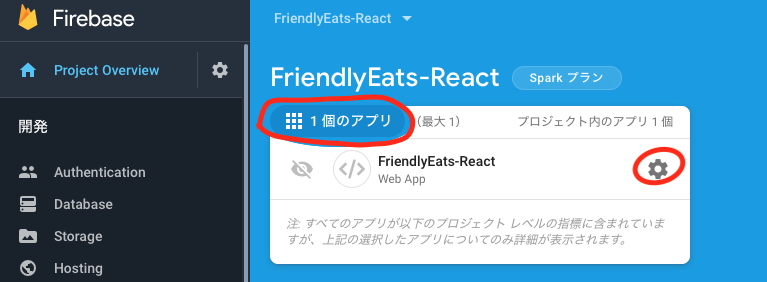 Firebase
FriendlyEats-React
Project Overview
FriendlyEats-React
Spark プラン
開発
1 個のアプリ
(最大 1)
プロジェクト内のアプリ 1 個
FriendlyEats-React
Web App
Authentication
Database
Storage
Hosting
注: すべてのアプリが以下のプロジェクト レベルの指標に含まれていま
すが、上記の選択したアプリについてのみ詳細が表示されます。